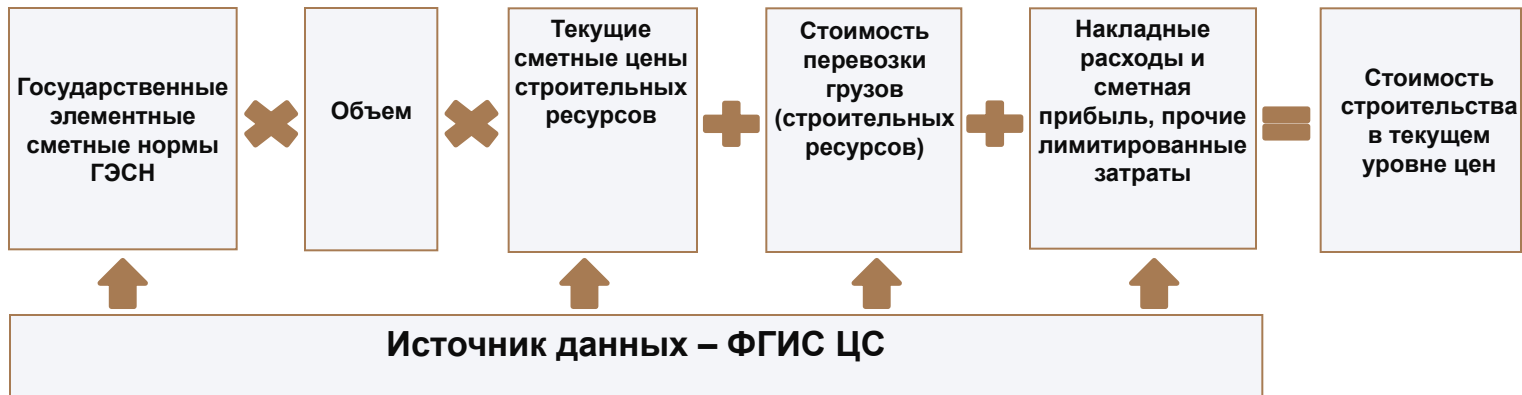 Государственные
элементные
сметные нормы
ГЭСН
Объем
Текущие
сметные цены
строительных
ресурсов
Стоимость
перевозки
грузов
(строительных
ресурсов)
Накладные
расходы и
сметная
прибыль, прочие
лимитированные
затраты
Стоимость
строительства
в текущем
уровне цен
Источник данных – ФГИС ЦС